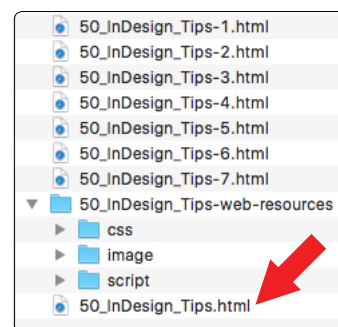 50_InDesign_Tips-1.html
50_InDesign_Tips-2.html
50_InDesign_Tips-3.html
50_InDesign_Tips-4.html
50_InDesign_Tips-5.html
50_InDesign_Tips-6.html
50_InDesign_Tips-7.html
50_InDesign_Tips-web-resources
css
image
script
50_InDesign_Tips.html